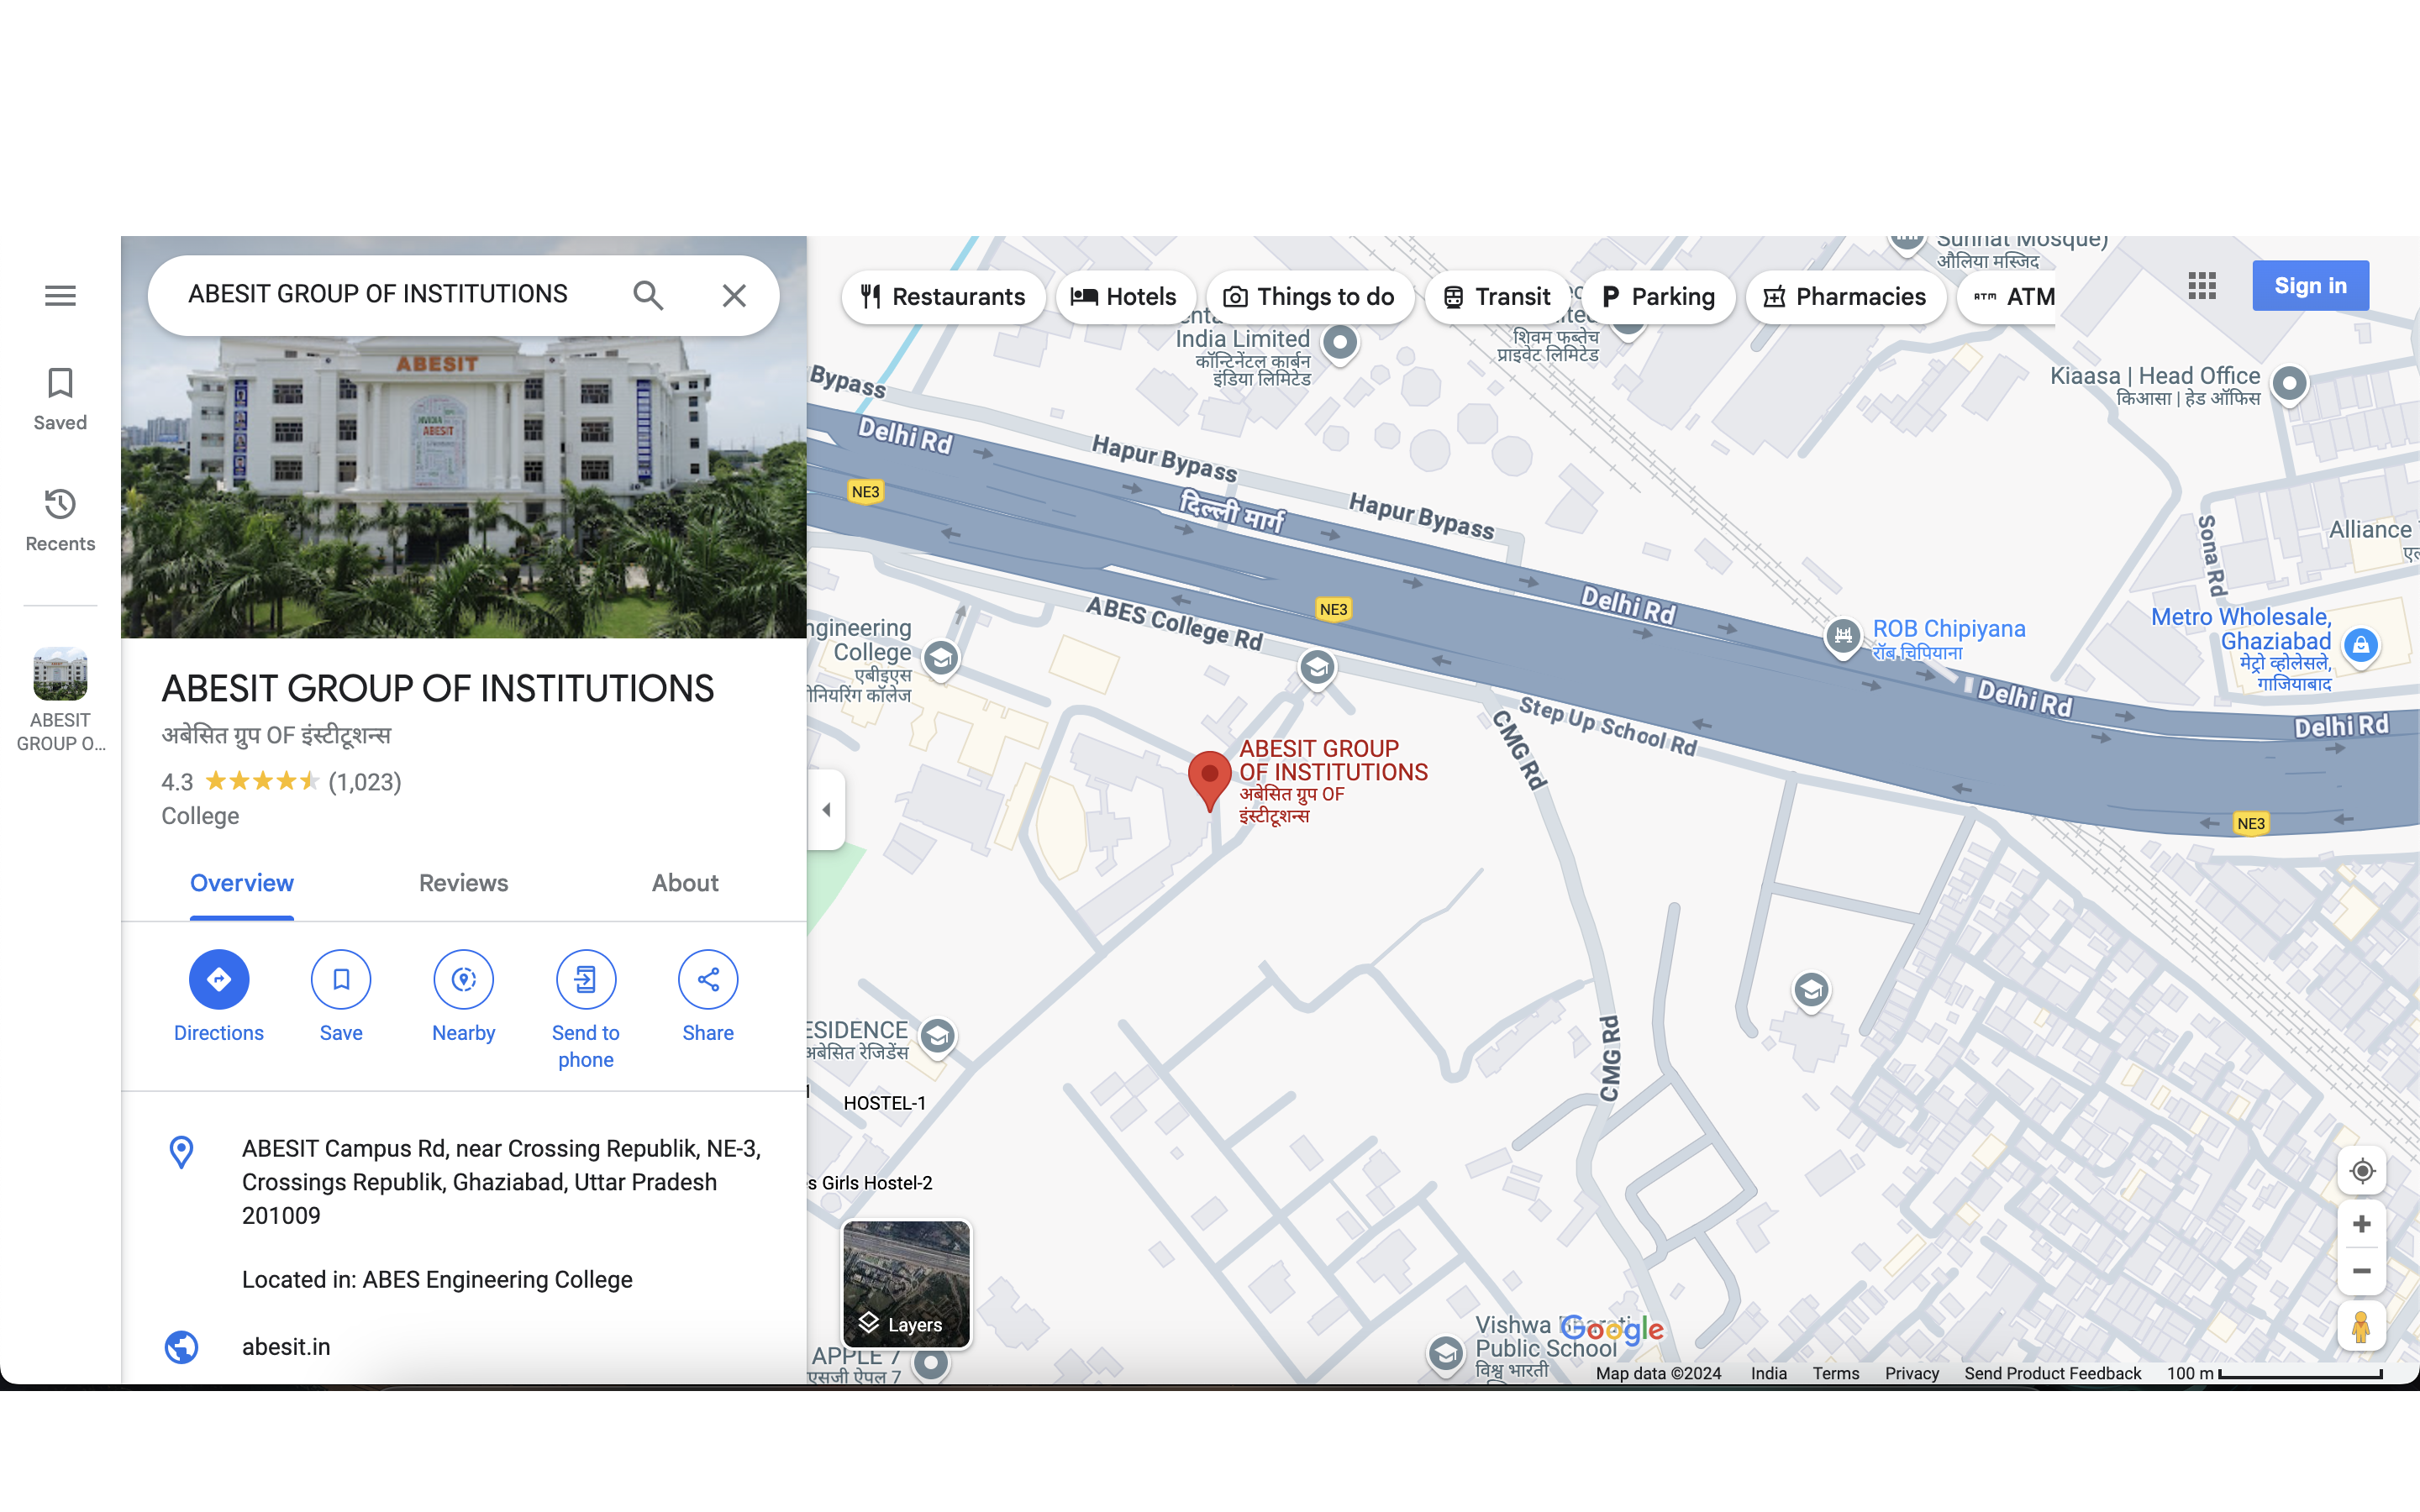 ABESIT GROUP OF INSTITUTIONS
Saved
Recents
ABESIT
GROUP O...
ABESIT
ABESIT
ABESIT GROUP OF INSTITUTIONS
अबेसित ग्रुप OF इंस्टीटूशन्स
4.3 (1,023)
College
Overview
Reviews
About
Directions
Save
Nearby
Send to
phone
Share
ABESIT Campus Rd, near Crossing Republik, NE-3,
Crossings Republik, Ghaziabad, Uttar Pradesh
201009
Located in: ABES Engineering College
abesit.in
Restaurants
Hotels
Things to do
Transit
Parking
Pharmacies
ATM
Sign in
Sunnat Mosque)
औलिया मस्जिद
India Limited
कॉन्टिनेंटल कार्बन
इंडिया लिमिटेड
शिवम फब्तेच
प्राइवेट लिमिटेड
Kiaasa | Head Office
किआसा | हेड ऑफिस
Bypass
Delhi Rd
Hapur Bypass
दिल्ली मार्ग
Hapur Bypass
NE3
Delhi Rd
NE3
ABES College Rd
Sona Rd
Alliance
Metro Wholesale,
Ghaziabad
मेट्रो व्होलेसले,
गाजियाबाद
ROB Chipiyana
रॉब चिपियाना
Delhi Rd
Delhi Rd
NE3
ngineering
College
एबीइएस
नियरिंग कॉलेज
Step Up School Rd
CMG Rd
ABESIT GROUP
OF INSTITUTIONS
अबेसित ग्रुप OF
इंस्टीटूशन्स
ESIDENCE
अबेसित रेजिडेंस
HOSTEL-1
s Girls Hostel-2
CMG Rd
Layers
APPLE 7
एसजी ऐपल 7
Vishwa Bharati
Public School
विश्व भारती
Google
Map data ©2024
India
Terms
Privacy
Send Product Feedback
100 m